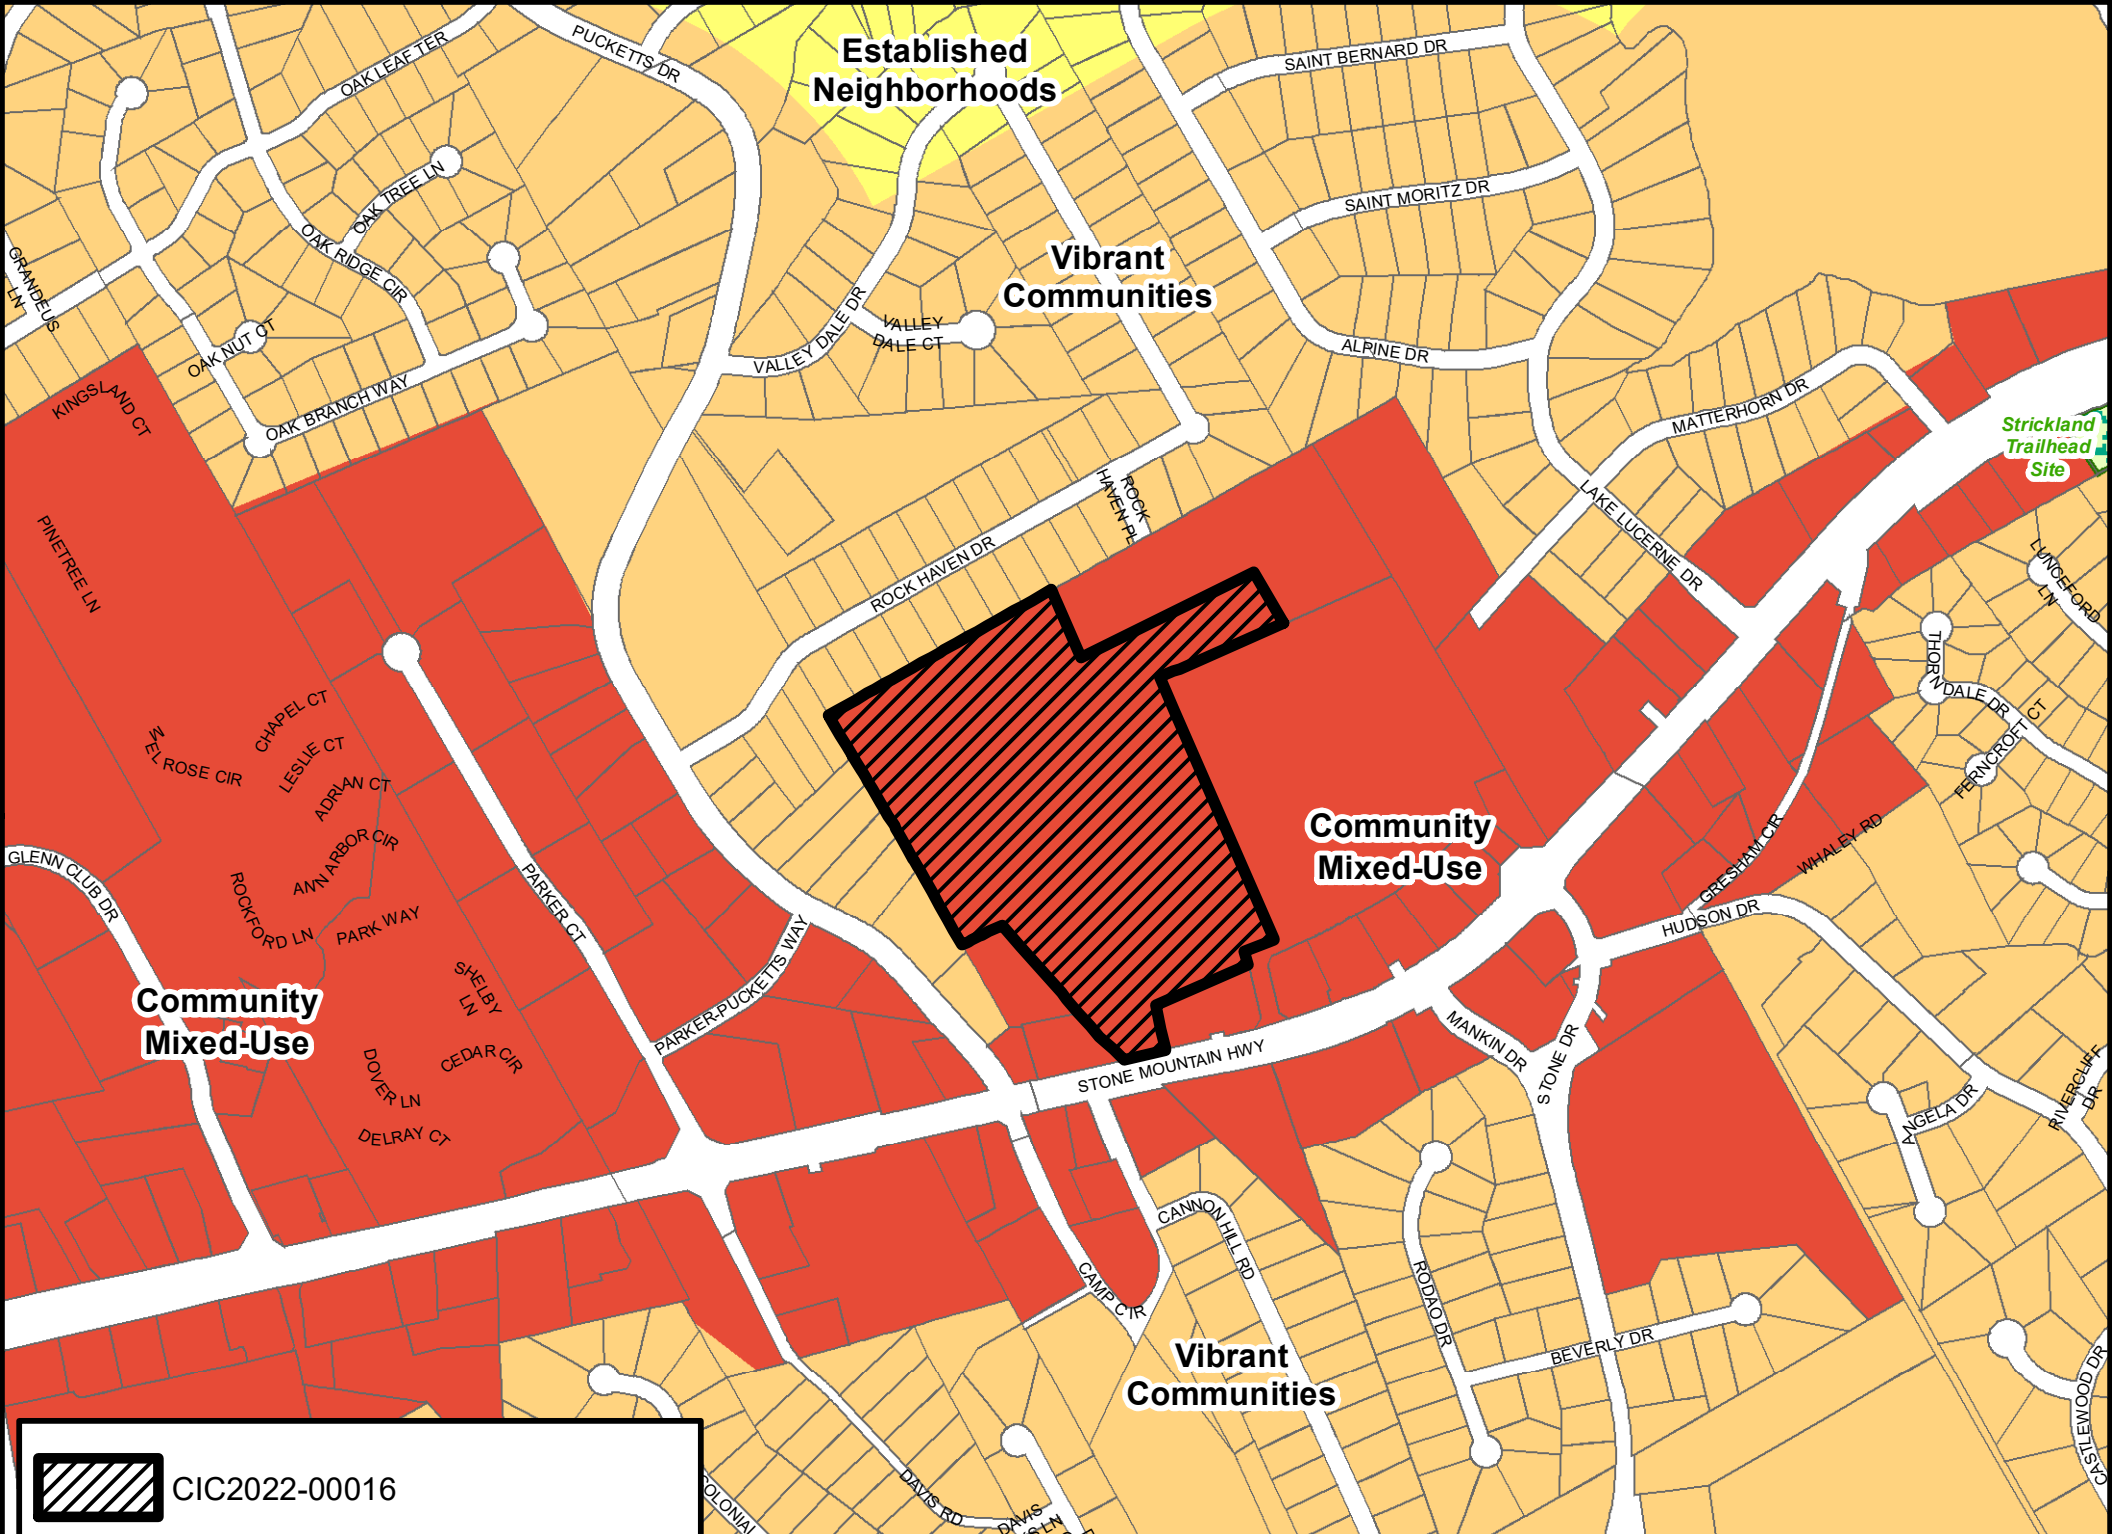 PUCKETTS DR
Established
Neighborhoods
SAINT BERNARD DR
OAK LEAF TER
OAK TREE LN
SAINT MORITZ DR
OAK RIDGE CIR
GRANDEUS
LN
Vibrant
Communities
VALLEY DALE DR
VALLEY
DALE CT
OAK NUT CT
ALPINE DR
KINGSLAND CT
OAK BRANCH WAY
MATTERHORN DR
Strickland
Trailhead
Site
ROCK
HAVEN PL
LAKE LUCERNE DR
PINETREE LN
ROCK HAVEN DR
LUNCEFORD
LN
THORNDALE DR
CHAPEL CT
MELROSE CIR
LESLIE CT
ADRIAN CT
FERNCROFT CT
ANN ARBOR CIR
Community
Mixed-Use
GLENN CLUB DR
PARKER CT
GRESHAM CIR
WHALEY RD
ROCKFORD LN
PARK WAY
HUDSON DR
PARKER-PUCKETTS WAY
SHELBY
LN
Community
Mixed-Use
MANKIN DR
STONE DR
STONE MOUNTAIN HWY
DOVER LN
CEDAR CIR
DELRAY CT
ANGELA DR
RIVERCLIFF
DR
CANNON HILL RD
CAMP CIR
RODAO DR
BEVERLY DR
Vibrant
Communities
CASTLEWOOD DR
DAVIS RD
COLONIAL
DAVIS
CIC2022-00016